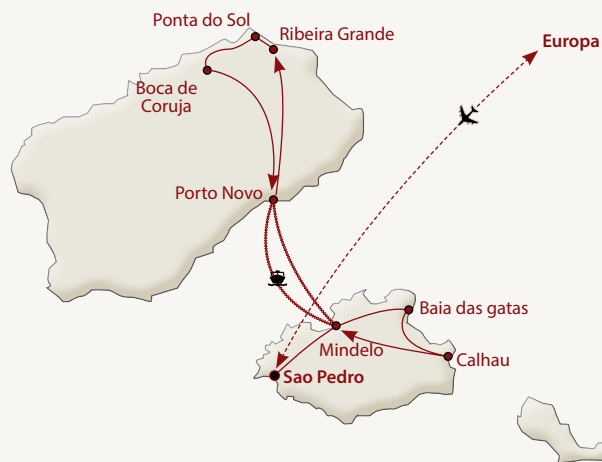 Ponta do Sol
Ribeira Grande
Europa
Boca de
Coruja
Porto Novo
Baia das gatas
Mindelo
Calhau
Sao Pedro